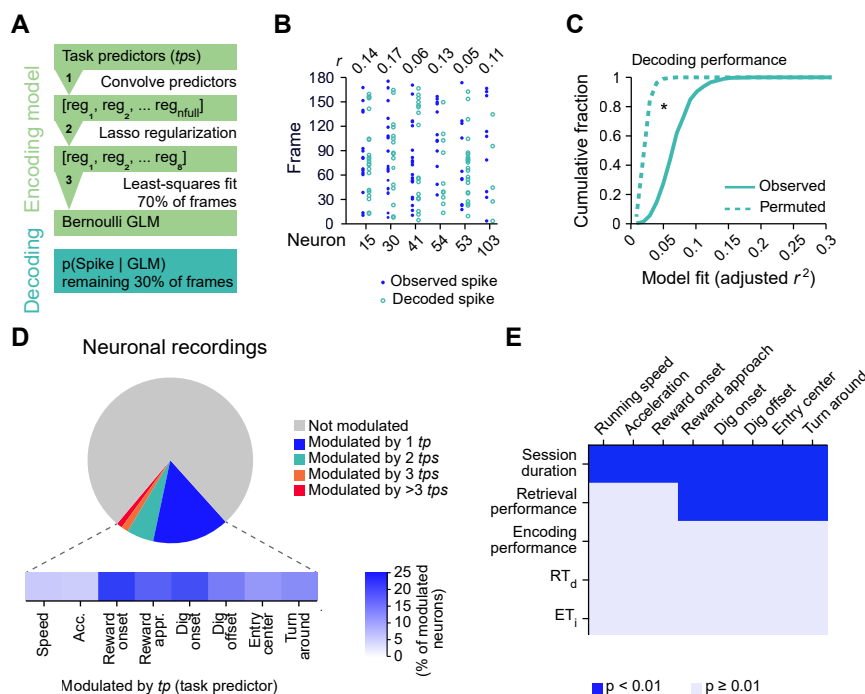 A
Encoding model
Decoding
Task predictors (tps)
1
Convolve predictors
[reg1, reg2, ... regnfull]
2
Lasso regularization
[reg1, reg2, ... reg8]
3
Least-squares fit
70% of frames
Bernoulli GLM
p(Spike | GLM)
remaining 30% of frames
B
r
0.14
0.17
0.06
0.13
0.05
0.11
Frame
180
150
120
90
60
30
0
Neuron
15
30
41
54
53
103
Observed spike
Decoded spike
C
Decoding performance
Cumulative fraction
1
0.8
0.6
0.4
0.2
0
*
Observed
Permuted
0
0.05
0.1
0.15
0.2
0.3
Model fit (adjusted r2)
D
Neuronal recordings
Not modulated
Modulated by 1 tp
Modulated by 2 tps
Modulated by 3 tps
Modulated by >3 tps
Speed
Acc.
Reward
onset
Reward
appr.
Dig
onset
Dig
offset
Entry
center
Turn
around
Modulated by tp (task predictor)
25
20
15
10
5
0
(% of modulated
neurons)
E
Running speed
Acceleration
Reward onset
Reward approach
Dig onset
Dig offset
Entry center
Turn around
Session
duration
Retrieval
performance
Encoding
performance
RTd
ETi
p < 0.01
p ≥ 0.01